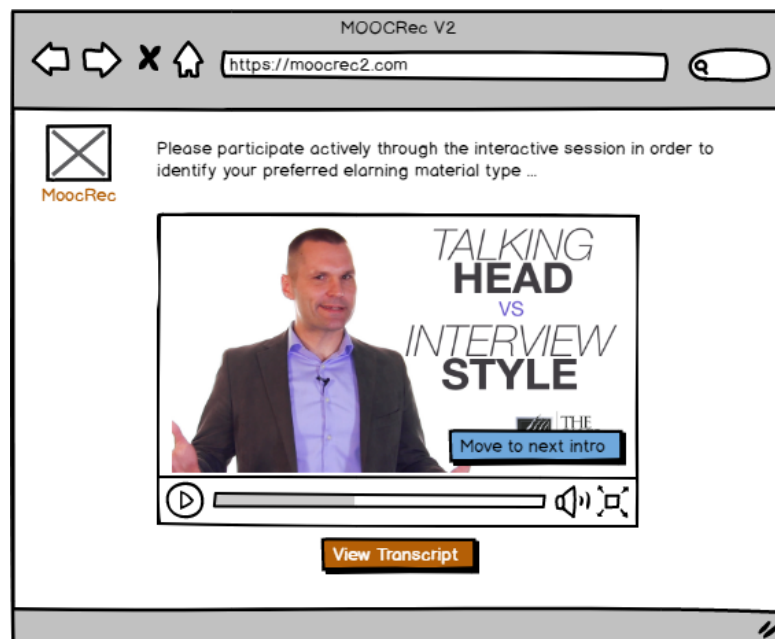 MOOCRec V2
https://moocrec2.com
Please participate actively through the interactive session in order to
identify your preferred elarning material type ...
MoocRec
TALKING
HEAD
VS
INTERVIEW
STYLE
THE
Move to next intro
View Transcript